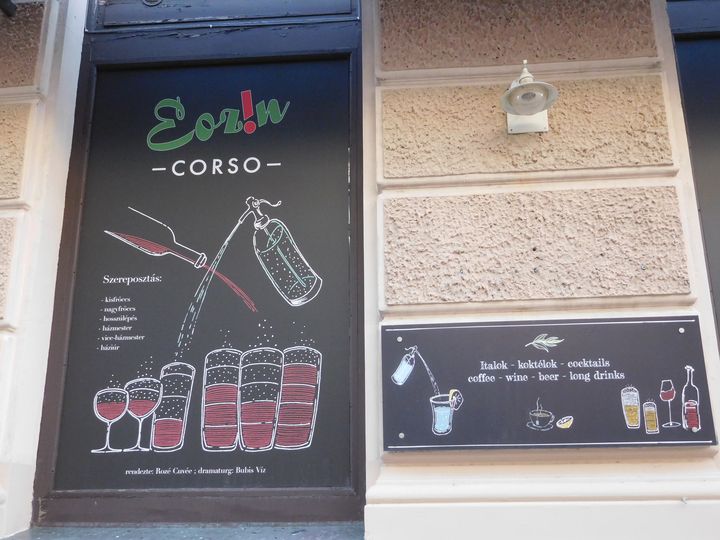 Eoz!n
—CORSO—
Szereposztás:
- kisfröccs
- nagyfröccs
- hosszúlépés
- házmester
- vice-házmester
- háziúr
rendezte: Rozé Cuvée ; dramaturg: Bubis Víz
Italok - koktélok - cocktails
coffee - wine - beer - long drinks